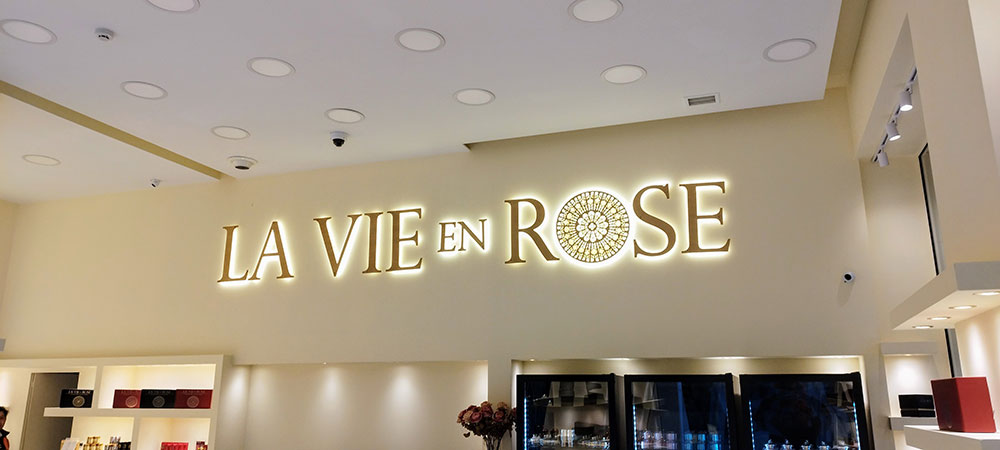 LA VIE EN ROSE